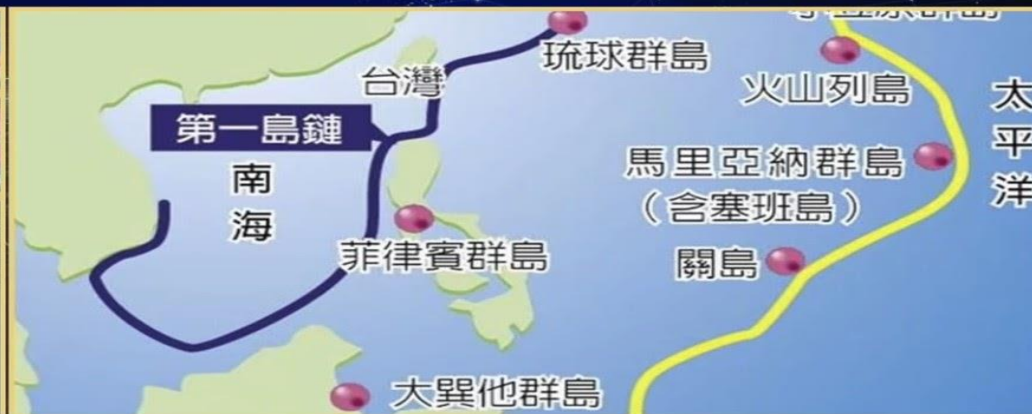 琉球群島
台灣
火山列島
太平洋
第一島鏈
南海
馬里亞納群島
（含塞班島）
關島
菲律賓群島
大巽他群島